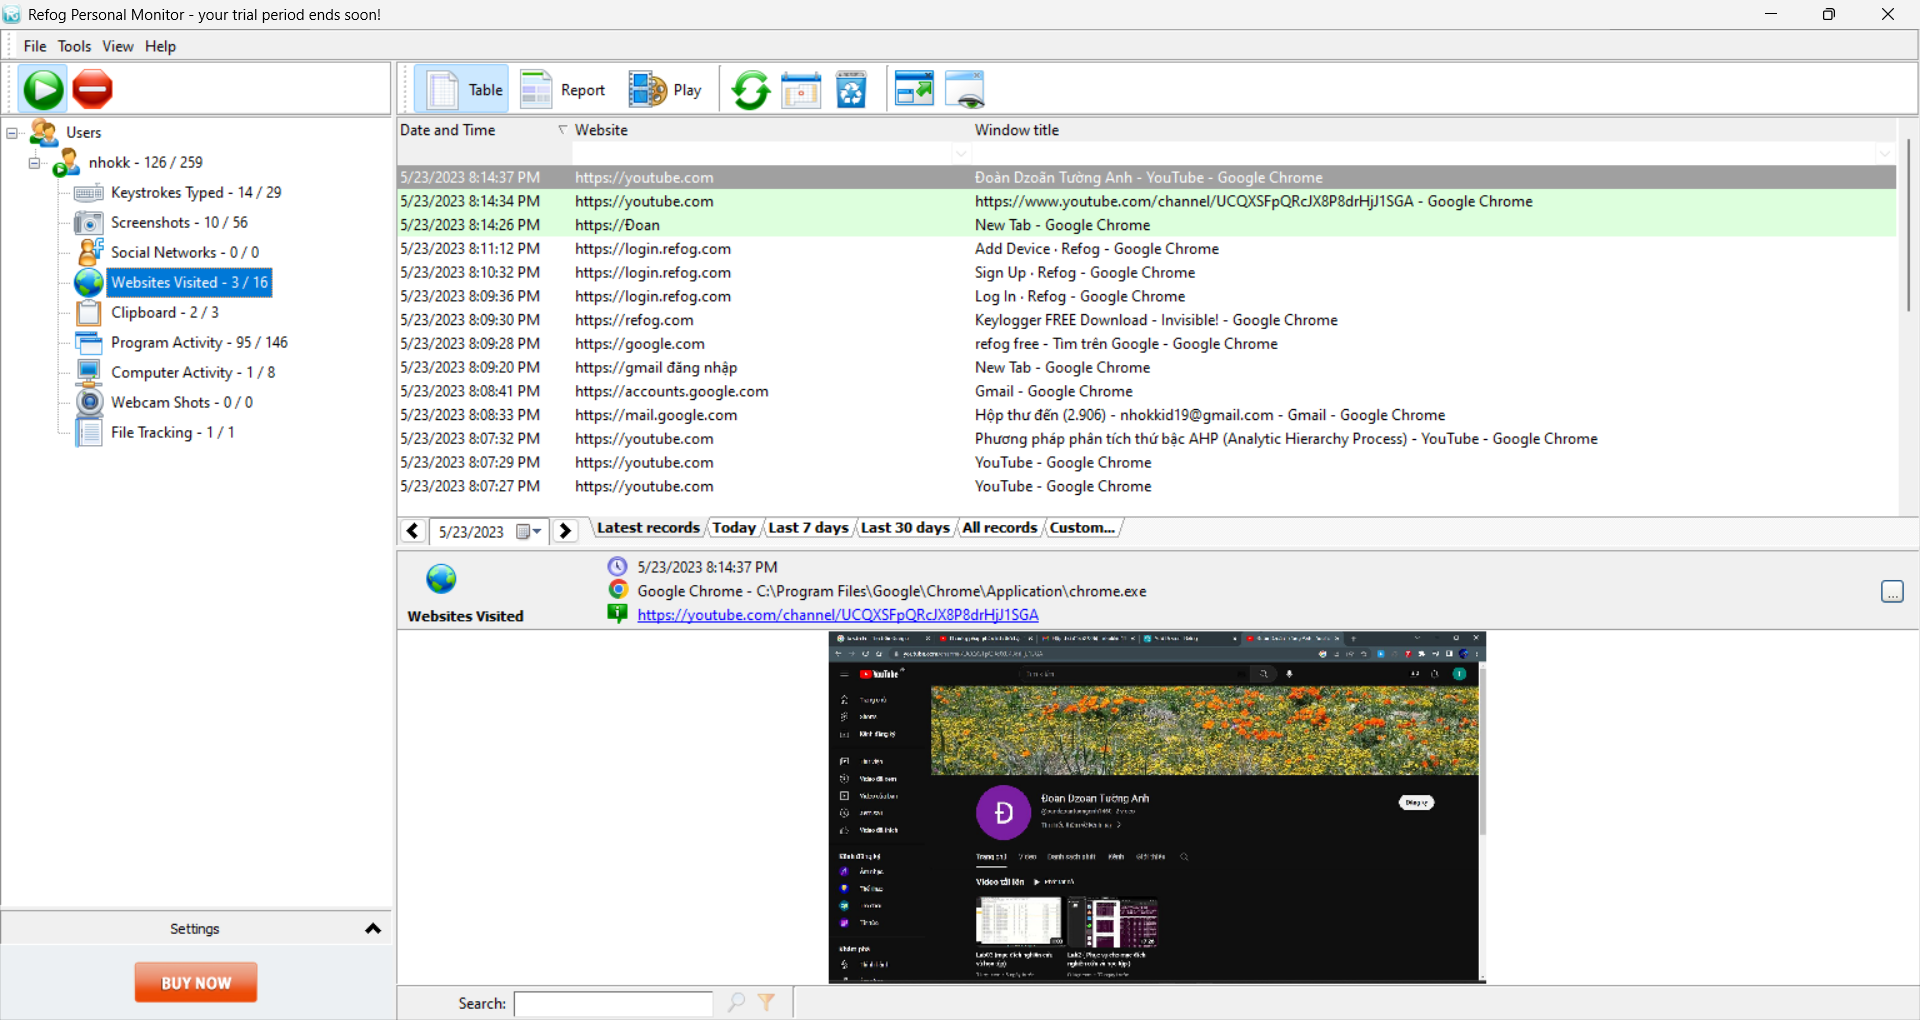 Refog Personal Monitor - your trial period ends soon!
File Tools View Help
Table Report Play
Users
nhokk - 126 / 259
Keystrokes Typed - 14 / 29
Screenshots - 10 / 56
Social Networks - 0 / 0
Websites Visited - 3 / 16
Clipboard - 2 / 3
Program Activity - 95 / 146
Computer Activity - 1 / 8
Webcam Shots - 0 / 0
File Tracking - 1 / 1
Settings
BUY NOW
Date and Time Website Window title
5/23/2023 8:14:37 PM https://youtube.com Đoàn Dzoãn Tường Anh - YouTube - Google Chrome
5/23/2023 8:14:34 PM https://youtube.com https://www.youtube.com/channel/UCQXSFpQRcJX8P8drHjJ1SGA - Google Chrome
5/23/2023 8:14:26 PM https://Đoan New Tab - Google Chrome
5/23/2023 8:11:12 PM https://login.refog.com Add Device · Refog - Google Chrome
5/23/2023 8:10:32 PM https://login.refog.com Sign Up · Refog - Google Chrome
5/23/2023 8:09:36 PM https://login.refog.com Log In · Refog - Google Chrome
5/23/2023 8:09:30 PM https://refog.com Keylogger FREE Download - Invisible! - Google Chrome
5/23/2023 8:09:28 PM https://google.com refog free - Tìm trên Google - Google Chrome
5/23/2023 8:09:20 PM https://gmail đăng nhập New Tab - Google Chrome
5/23/2023 8:08:41 PM https://accounts.google.com Gmail - Google Chrome
5/23/2023 8:08:33 PM https://mail.google.com Hộp thư đến (2.906) - nhokkid19@gmail.com - Gmail - Google Chrome
5/23/2023 8:07:32 PM https://youtube.com Phương pháp phân tích thứ bậc AHP (Analytic Hierarchy Process) - YouTube - Google Chrome
5/23/2023 8:07:29 PM https://youtube.com YouTube - Google Chrome
5/23/2023 8:07:27 PM https://youtube.com YouTube - Google Chrome
5/23/2023 Latest records Today Last 7 days Last 30 days All records Custom...
Websites Visited
5/23/2023 8:14:37 PM
Google Chrome - C:\Program Files\Google\Chrome\Application\chrome.exe
https://youtube.com/channel/UCQXSFpQRcJX8P8drHjJ1SGA
...
YouTube
Đ
Đoàn Dzoan Tường Anh
Đăng ký
Trang chủ Video Danh sách phát Kênh Giới thiệu
Video tải lên
Search: